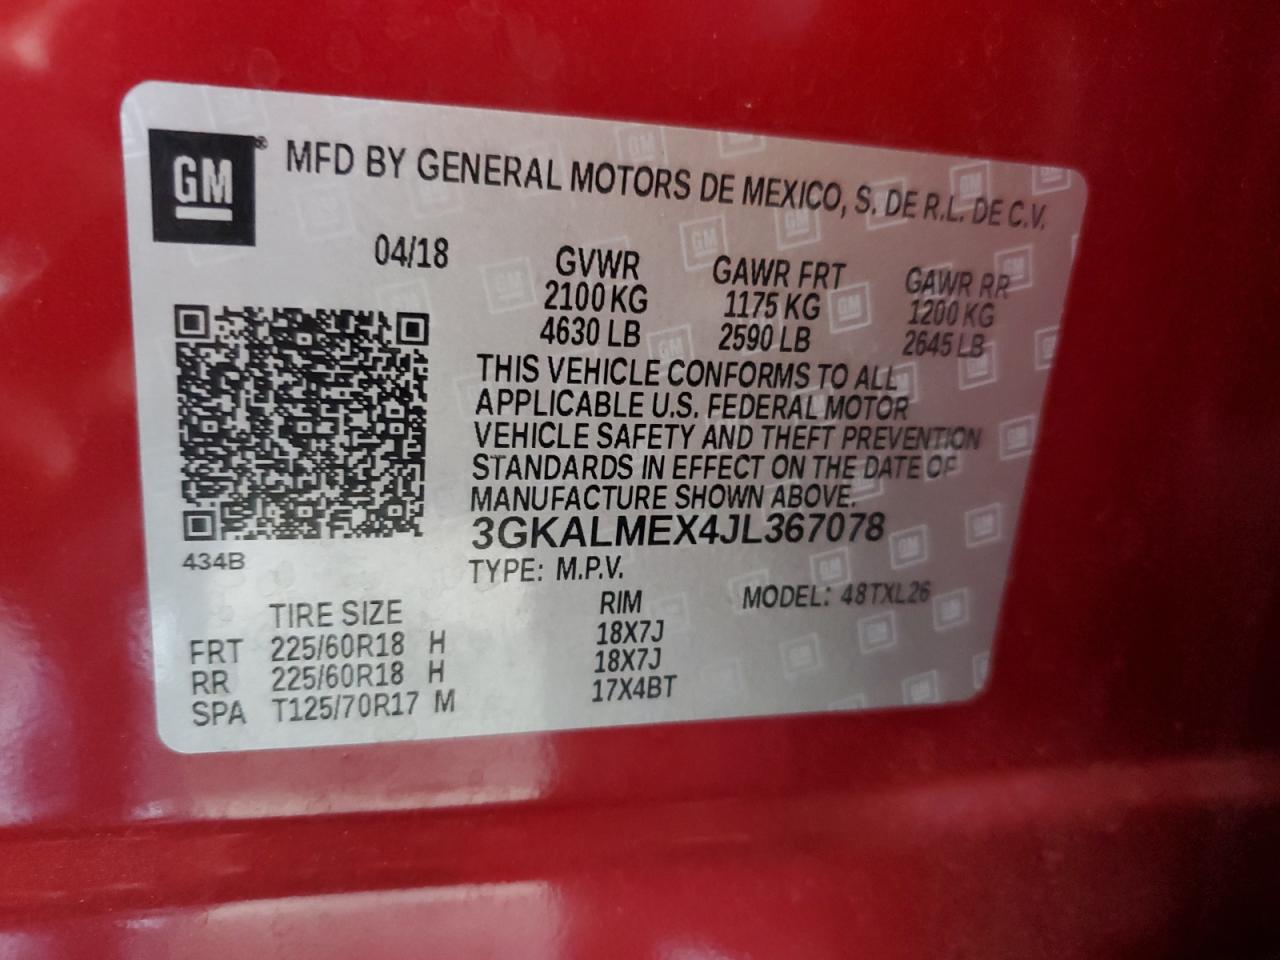 GM® MFD BY GENERAL MOTORS DE MEXICO, S. DE R.L. DE C.V.
04/18 GVWR GAWR FRT GAWR RR
2100 KG 1175 KG 1200 KG
4630 LB 2590 LB 2645 LB
THIS VEHICLE CONFORMS TO ALL
APPLICABLE U.S. FEDERAL MOTOR
VEHICLE SAFETY AND THEFT PREVENTION
STANDARDS IN EFFECT ON THE DATE OF
MANUFACTURE SHOWN ABOVE.
3GKALMEX4JL367078
434B
TYPE: M.P.V. MODEL: 48TXL26
TIRE SIZE RIM
FRT 225/60R18 H 18X7J
RR 225/60R18 H 18X7J
SPA T125/70R17 M 17X4BT